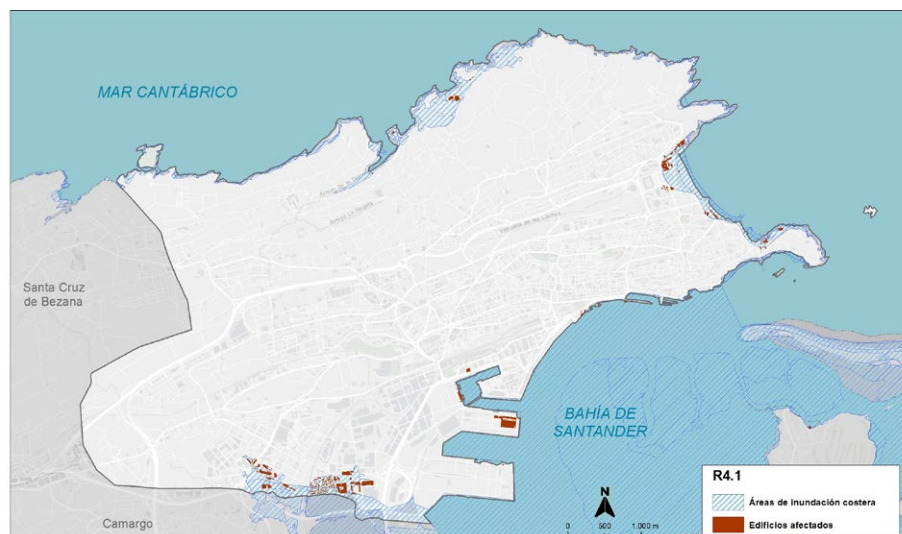 MAR CANTÁBRICO
Santa Cruz
de Bezana
BAHÍA DE
SANTANDER
Camargo
N
0 500 1.000 m
R4.1
Áreas de inundación costera
Edificios afectados